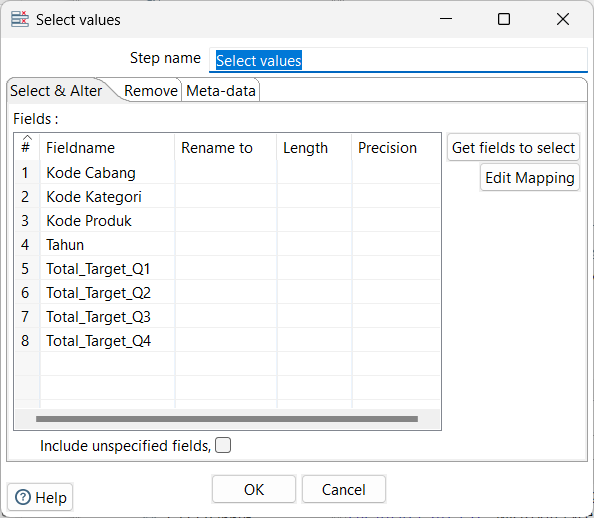 Select values
Step name Select values
Select & Alter Remove Meta-data
Fields :
# Fieldname Rename to Length Precision
1 Kode Cabang
2 Kode Kategori
3 Kode Produk
4 Tahun
5 Total_Target_Q1
6 Total_Target_Q2
7 Total_Target_Q3
8 Total_Target_Q4
Get fields to select
Edit Mapping
Include unspecified fields,
Help OK Cancel